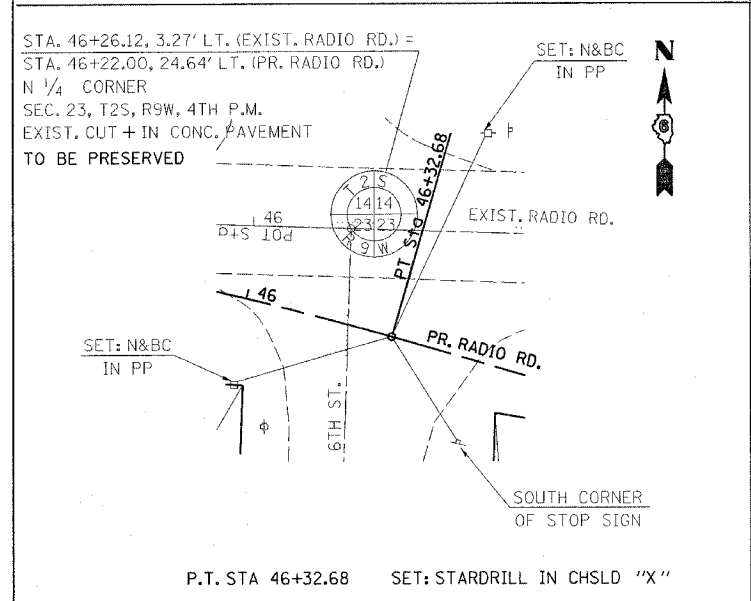 STA. 46+26.12, 3.27' LT. (EXIST. RADIO RD.) =
STA. 46+22.00, 24.64' LT. (PR. RADIO RD.)
N 1/4 CORNER
SEC. 23, T2S, R9W, 4TH P.M.
EXIST. CUT + IN CONC. PAVEMENT
TO BE PRESERVED
SET: N&BC
IN PP
N
6
PT Sta 46+32.68
T 2 S
14 14
23 23
R 9 W
EXIST. RADIO RD.
46
POT Sta
46
PR. RADIO RD.
SET: N&BC
IN PP
6TH ST.
SOUTH CORNER
OF STOP SIGN
P.T. STA 46+32.68 SET: STARDRILL IN CHSLD "X"